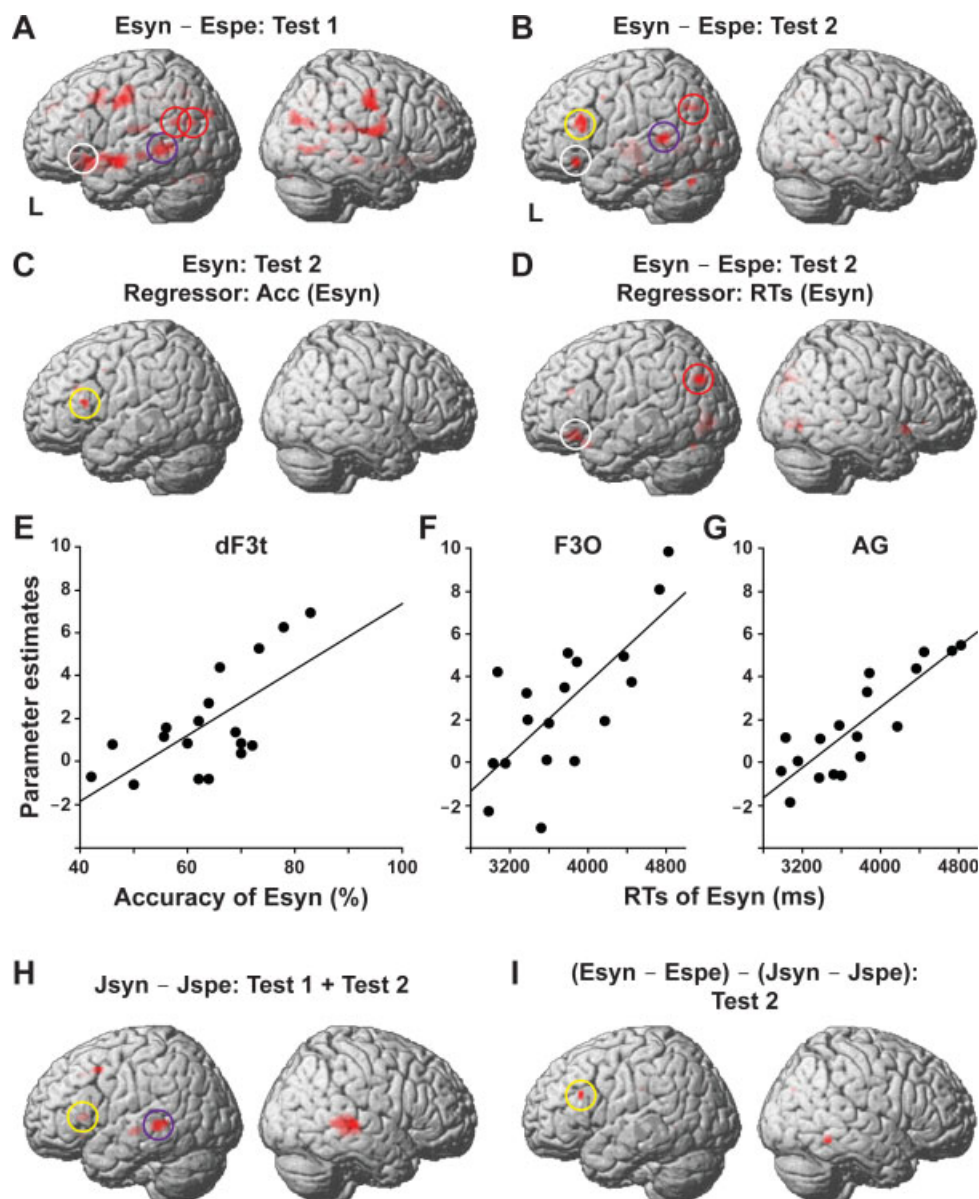 A
Esyn – Espe: Test 1
B
Esyn – Espe: Test 2
L
L
C
Esyn: Test 2
Regressor: Acc (Esyn)
D
Esyn – Espe: Test 2
Regressor: RTs (Esyn)
E
dF3t
F
F3O
G
AG
Parameter estimates
10
8
6
4
2
0
−2
40
60
80
100
Accuracy of Esyn (%)
10
8
6
4
2
0
−2
3200
4000
4800
10
8
6
4
2
0
−2
3200
4000
4800
RTs of Esyn (ms)
H
Jsyn – Jspe: Test 1 + Test 2
I
(Esyn – Espe) – (Jsyn – Jspe):
Test 2